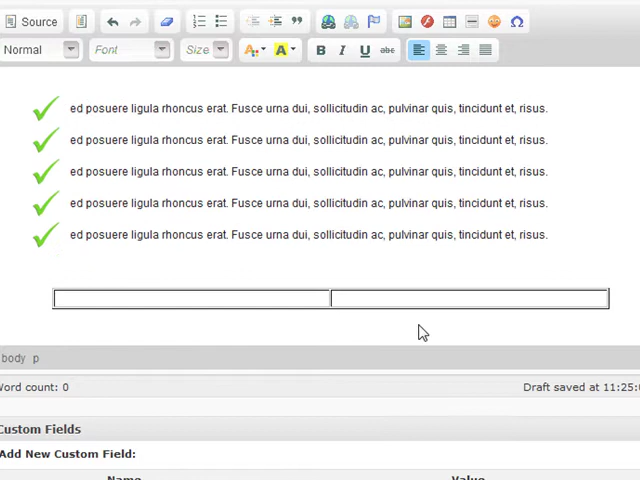 Source
Normal Font Size B I U abc
ed posuere ligula rhoncus erat. Fusce urna dui, sollicitudin ac, pulvinar quis, tincidunt et, risus.
ed posuere ligula rhoncus erat. Fusce urna dui, sollicitudin ac, pulvinar quis, tincidunt et, risus.
ed posuere ligula rhoncus erat. Fusce urna dui, sollicitudin ac, pulvinar quis, tincidunt et, risus.
ed posuere ligula rhoncus erat. Fusce urna dui, sollicitudin ac, pulvinar quis, tincidunt et, risus.
ed posuere ligula rhoncus erat. Fusce urna dui, sollicitudin ac, pulvinar quis, tincidunt et, risus.
body p
Word count: 0 Draft saved at 11:25:
Custom Fields
Add New Custom Field:
Name Value